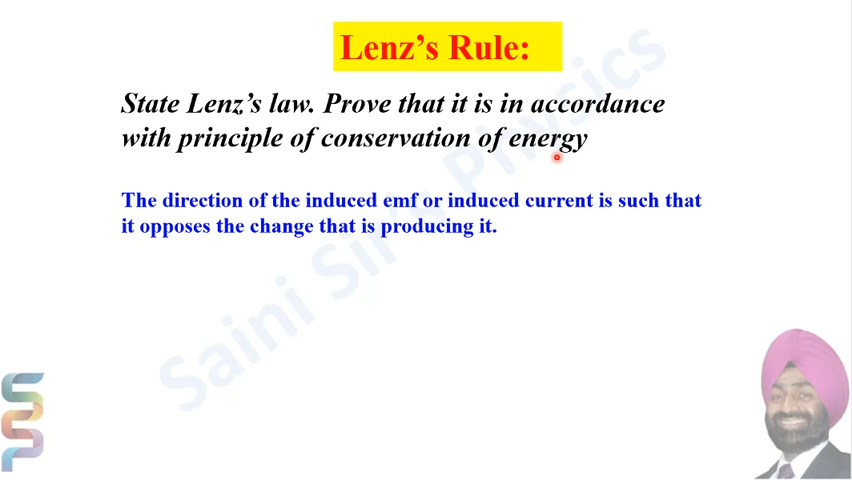 Lenz’s Rule:
State Lenz’s law. Prove that it is in accordance
with principle of conservation of energy
The direction of the induced emf or induced current is such that
it opposes the change that is producing it.
Saini Sir's Physics
SSP